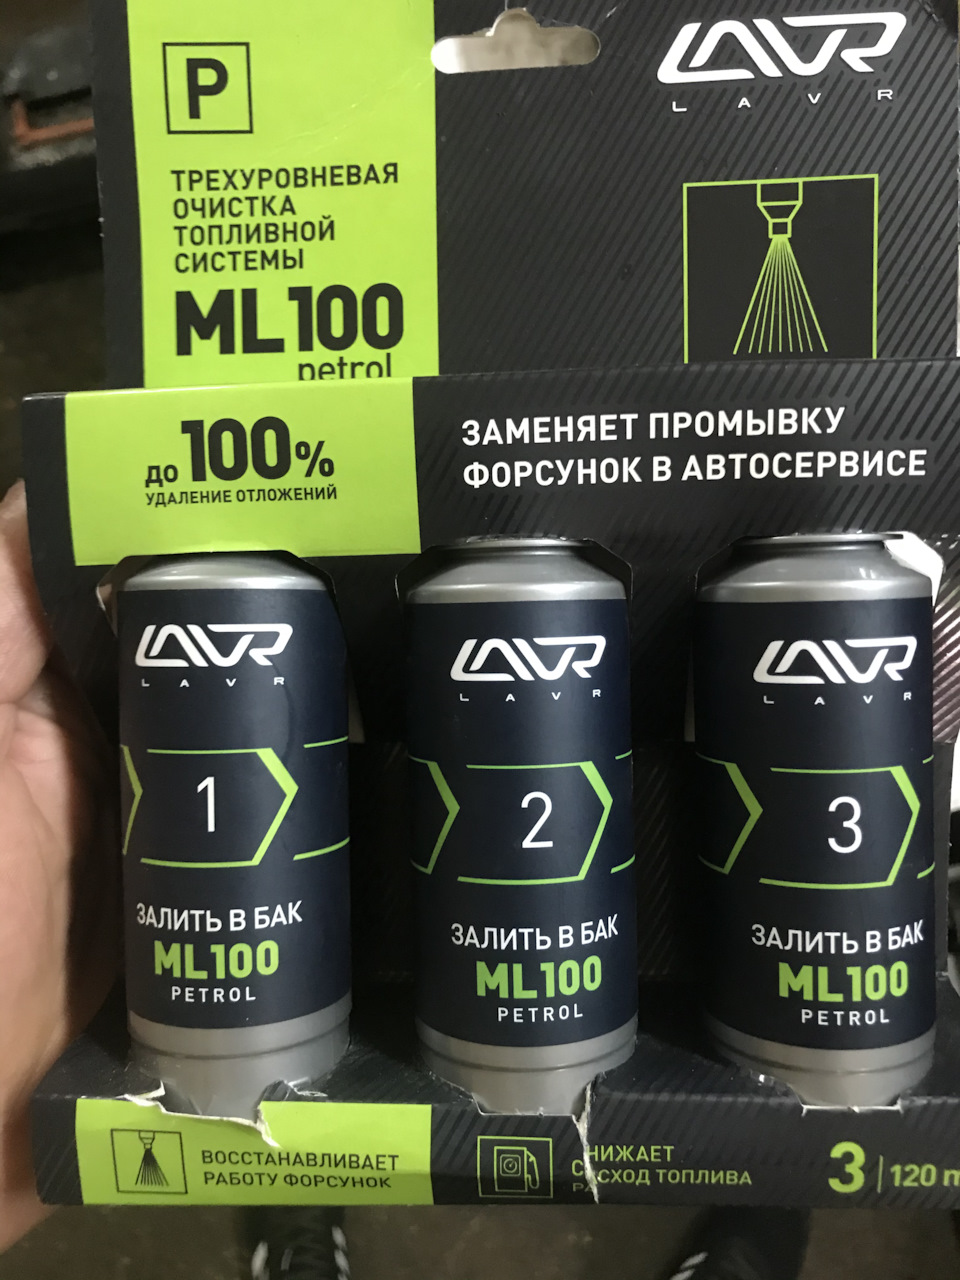 P
LAVR
LAVR
ТРЕХУРОВНЕВАЯ
ОЧИСТКА
ТОПЛИВНОЙ
СИСТЕМЫ
ML100
petrol
до 100%
УДАЛЕНИЕ ОТЛОЖЕНИЙ
ЗАМЕНЯЕТ ПРОМЫВКУ
ФОРСУНОК В АВТОСЕРВИСЕ
LAVR
LAVR
1
ЗАЛИТЬ В БАК
ML100
PETROL
LAVR
LAVR
2
ЗАЛИТЬ В БАК
ML100
PETROL
LAVR
LAVR
3
ЗАЛИТЬ В БАК
ML100
PETROL
ВОССТАНАВЛИВАЕТ
РАБОТУ ФОРСУНОК
НИЖАЕТ
ТОПЛИВА
3 | 120